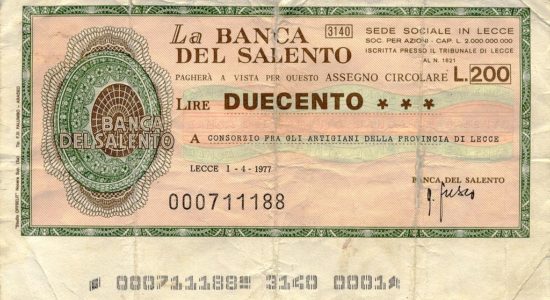 La BANCA DEL SALENTO
3140
SEDE SOCIALE IN LECCE
SOC. PER AZIONI - CAP. L. 2.000.000.000
ISCRITTA PRESSO IL TRIBUNALE DI LECCE
AL N. 1821
PAGHERÀ A VISTA PER QUESTO ASSEGNO CIRCOLARE L.200
LIRE DUECENTO ***
BANCA
DEL SALENTO
A CONSORZIO FRA GLI ARTIGIANI DELLA PROVINCIA DI LECCE
LECCE 1-4-1977
BANCA DEL SALENTO
000711188
000711188 3140 0001